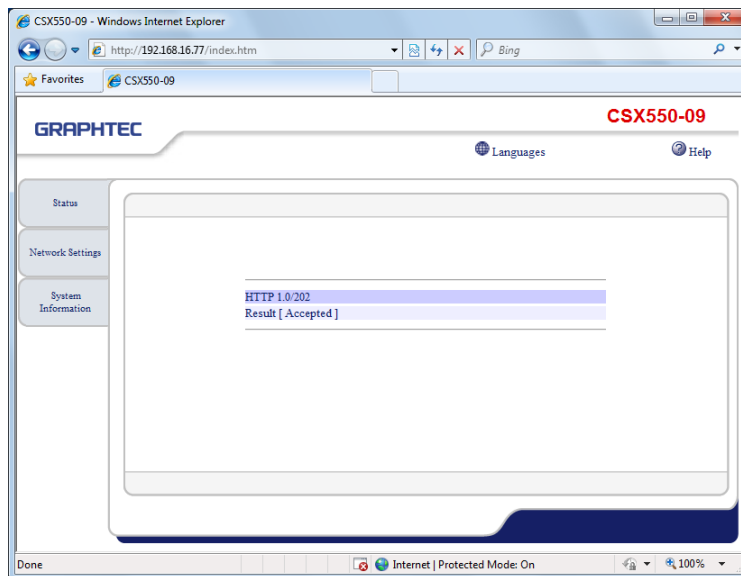 CSX550-09 - Windows Internet Explorer
http://192.168.16.77/index.htm
Bing
Favorites
CSX550-09
GRAPHTEC
CSX550-09
Languages
Help
Status
Network Settings
System
Information
HTTP 1.0/202
Result [ Accepted ]
Done
Internet | Protected Mode: On
100%